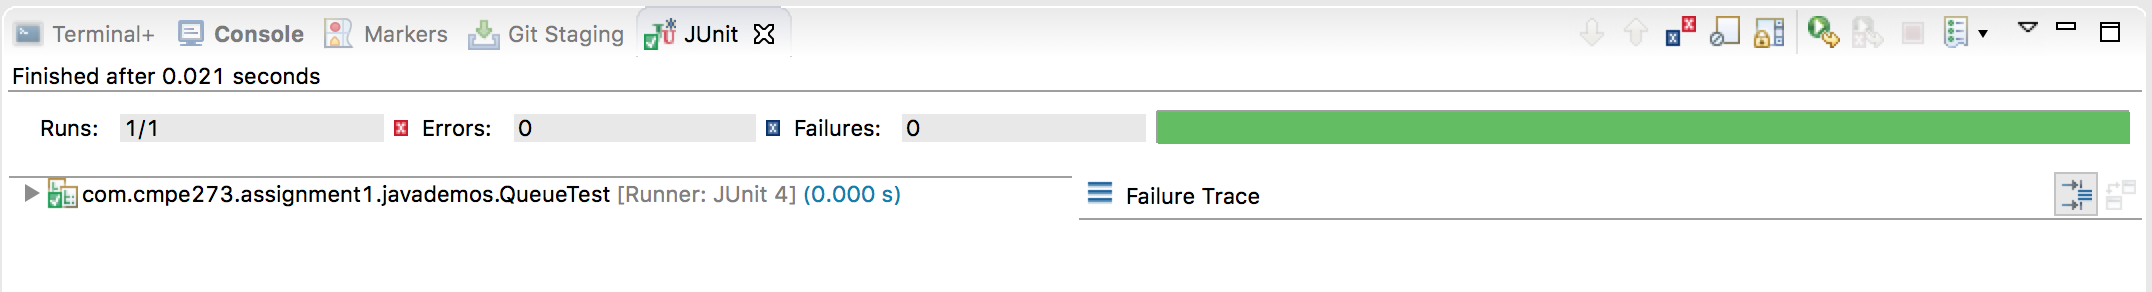 Terminal+ Console Markers Git Staging JUnit
Finished after 0.021 seconds
Runs: 1/1 Errors: 0 Failures: 0
com.cmpe273.assignment1.javademos.QueueTest [Runner: JUnit 4] (0.000 s) Failure Trace